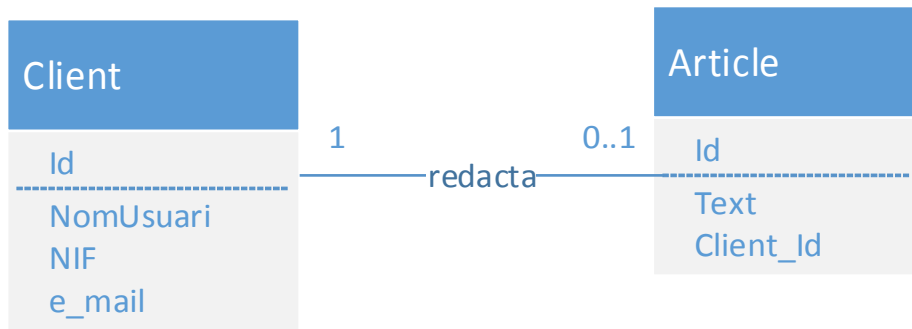 Client
Id
NomUsuari
NIF
e_mail
1
redacta
0..1
Article
Id
Text
Client_Id